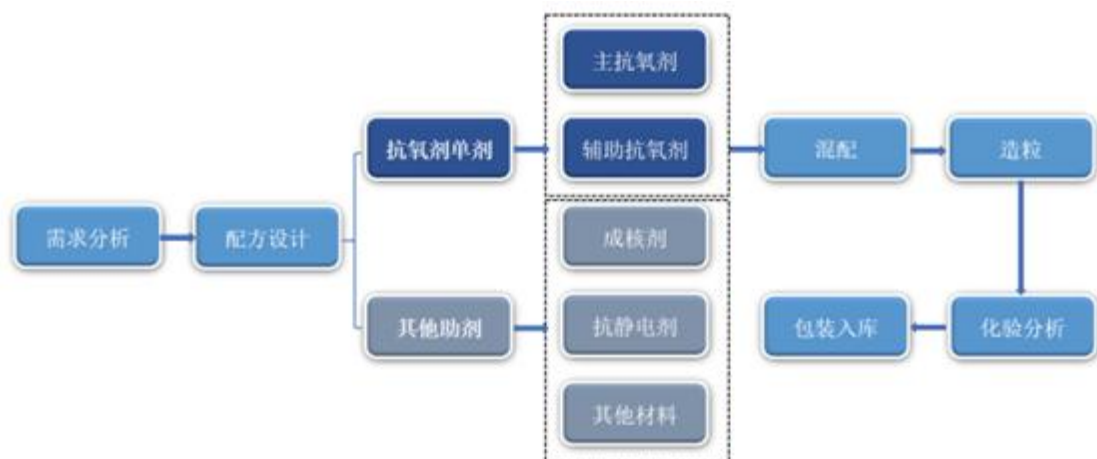 主抗氧剂
抗氧剂单剂
辅助抗氧剂
混配
造粒
需求分析
配方设计
成核剂
其他助剂
抗静电剂
包装入库
化验分析
其他材料